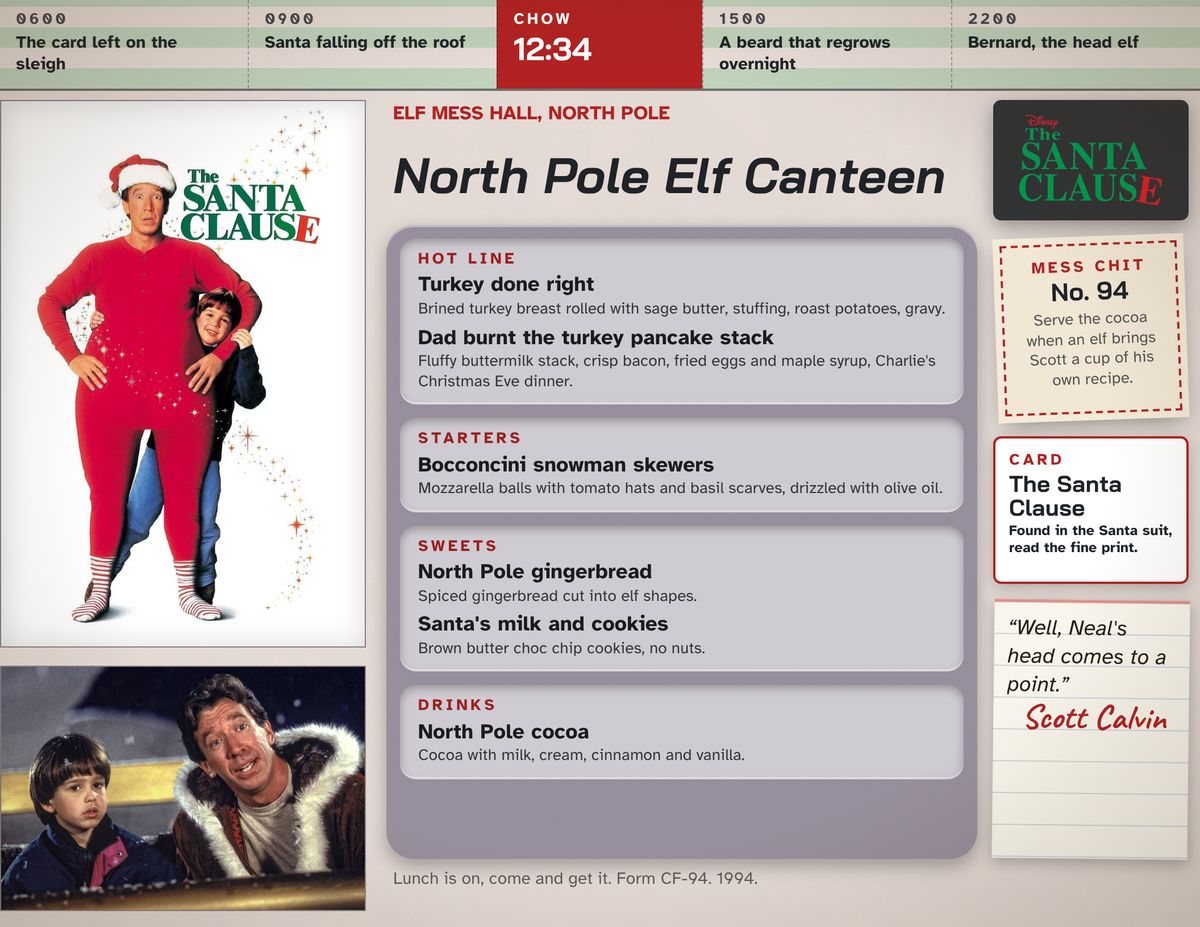 0600
The card left on the
sleigh
0900
Santa falling off the roof
CHOW
12:34
1500
A beard that regrows
overnight
2200
Bernard, the head elf
The
SANTA
CLAUSE
ELF MESS HALL, NORTH POLE
North Pole Elf Canteen
HOT LINE
Turkey done right
Brined turkey breast rolled with sage butter, stuffing, roast potatoes, gravy.
Dad burnt the turkey pancake stack
Fluffy buttermilk stack, crisp bacon, fried eggs and maple syrup, Charlie's
Christmas Eve dinner.
STARTERS
Bocconcini snowman skewers
Mozzarella balls with tomato hats and basil scarves, drizzled with olive oil.
SWEETS
North Pole gingerbread
Spiced gingerbread cut into elf shapes.
Santa's milk and cookies
Brown butter choc chip cookies, no nuts.
DRINKS
North Pole cocoa
Cocoa with milk, cream, cinnamon and vanilla.
Lunch is on, come and get it. Form CF-94. 1994.
Disney
The
SANTA
CLAUSE
MESS CHIT
No. 94
Serve the cocoa
when an elf brings
Scott a cup of his
own recipe.
CARD
The Santa
Clause
Found in the Santa suit,
read the fine print.
“Well, Neal's
head comes to a
point.”
Scott Calvin